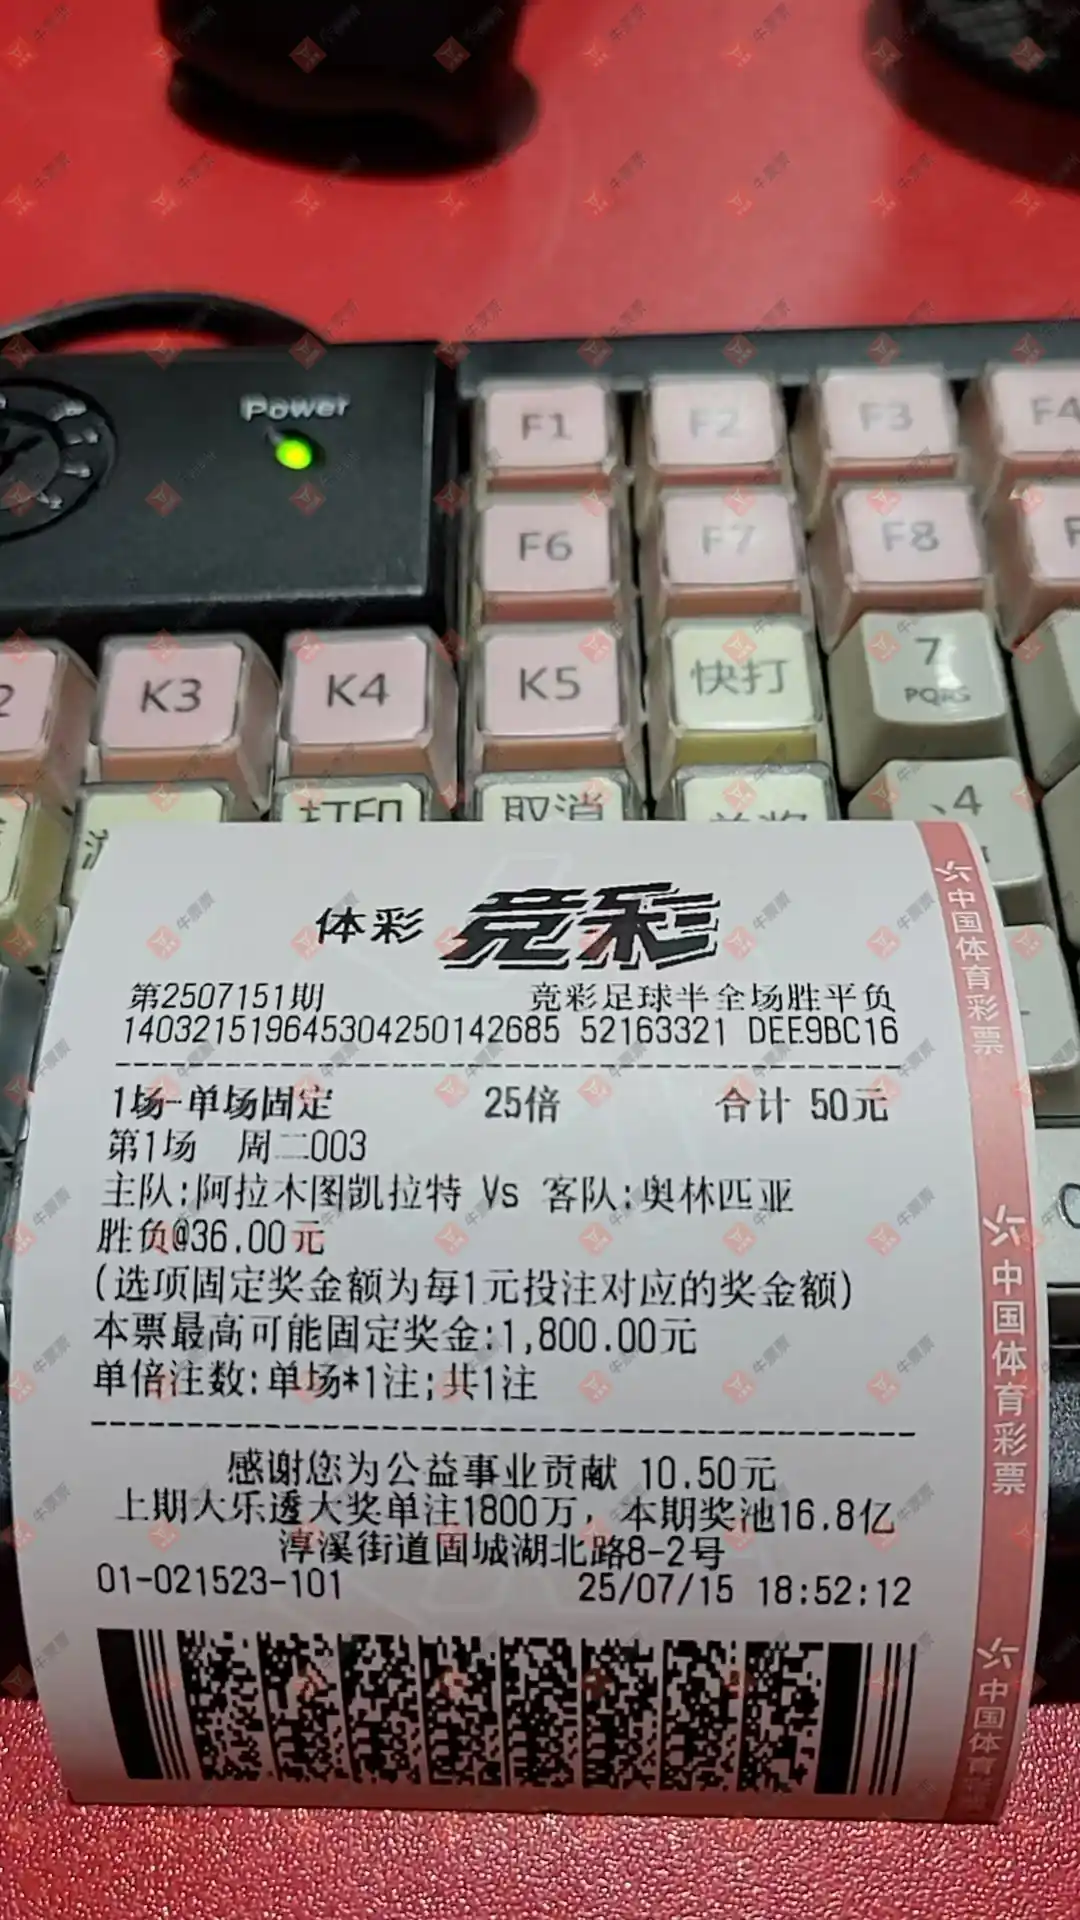 Power
F1 F2 F3 F4
F6 F7 F8
K3 K4 K5 快打 7
PQRS
打印 取消 、4
体彩 竞彩
第2507151期 竞彩足球半全场胜平负
140321519645304250142685 52163321 DEE9BC16
1场-单场固定 25倍 合计 50元
第1场 周二003
主队:阿拉木图凯拉特 Vs 客队:奥林匹亚
胜负@36.00元
(选项固定奖金额为每1元投注对应的奖金额)
本票最高可能固定奖金:1,800.00元
单倍注数:单场*1注;共1注
感谢您为公益事业贡献 10.50元
上期大乐透大奖单注1800万，本期奖池16.8亿
淳溪街道固城湖北路8-2号
01-021523-101 25/07/15 18:52:12
中国体育彩票
中国体育彩票
中国体育彩
牛票票